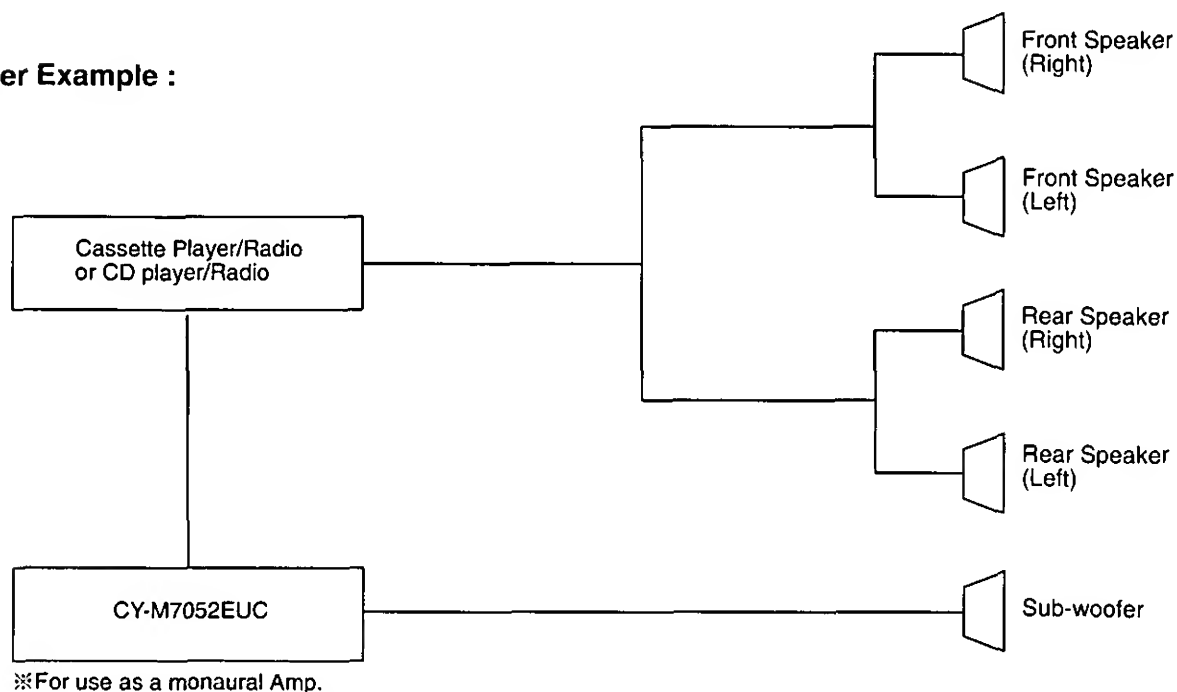 er Example :
Front Speaker
(Right)
Front Speaker
(Left)
Cassette Player/Radio
or CD player/Radio
Rear Speaker
(Right)
Rear Speaker
(Left)
CY-M7052EUC
Sub-woofer
※For use as a monaural Amp.